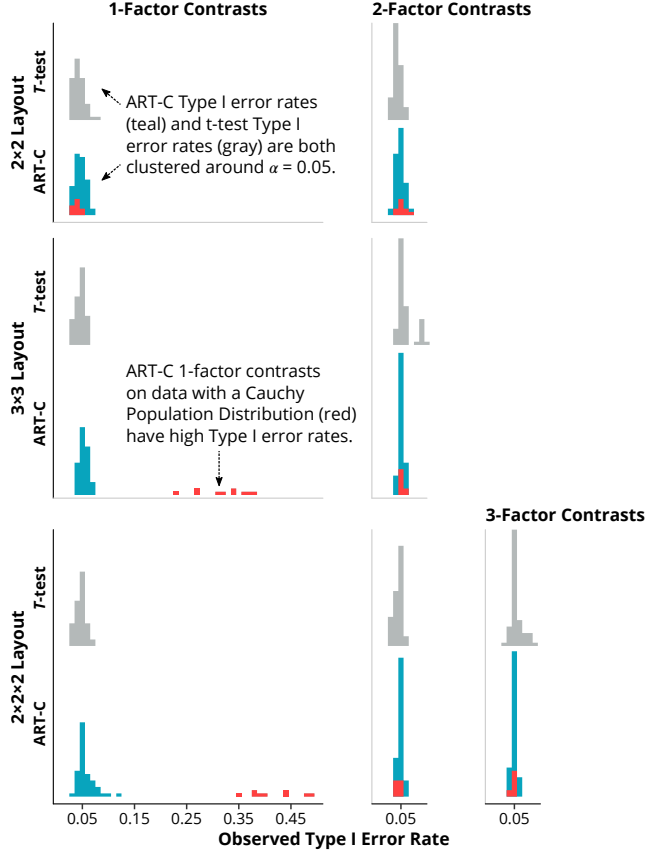 1-Factor Contrasts
2-Factor Contrasts
2×2 Layout
T-test
ART-C
ART-C Type I error rates
(teal) and t-test Type I
error rates (gray) are both
clustered around α = 0.05.
3×3 Layout
T-test
ART-C
ART-C 1-factor contrasts
on data with a Cauchy
Population Distribution (red)
have high Type I error rates.
3-Factor Contrasts
2×2×2 Layout
T-test
ART-C
0.05 0.15 0.25 0.35 0.45 0.05 0.05
Observed Type I Error Rate